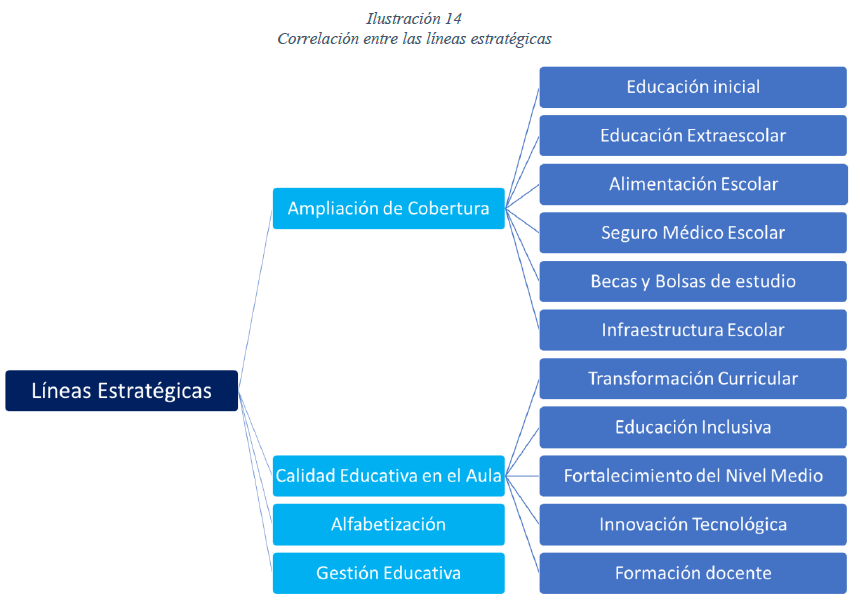 Ilustración 14
Correlación entre las líneas estratégicas
Líneas Estratégicas
Ampliación de Cobertura
Educación inicial
Educación Extraescolar
Alimentación Escolar
Seguro Médico Escolar
Becas y Bolsas de estudio
Infraestructura Escolar
Calidad Educativa en el Aula
Transformación Curricular
Educación Inclusiva
Fortalecimiento del Nivel Medio
Innovación Tecnológica
Formación docente
Alfabetización
Gestión Educativa